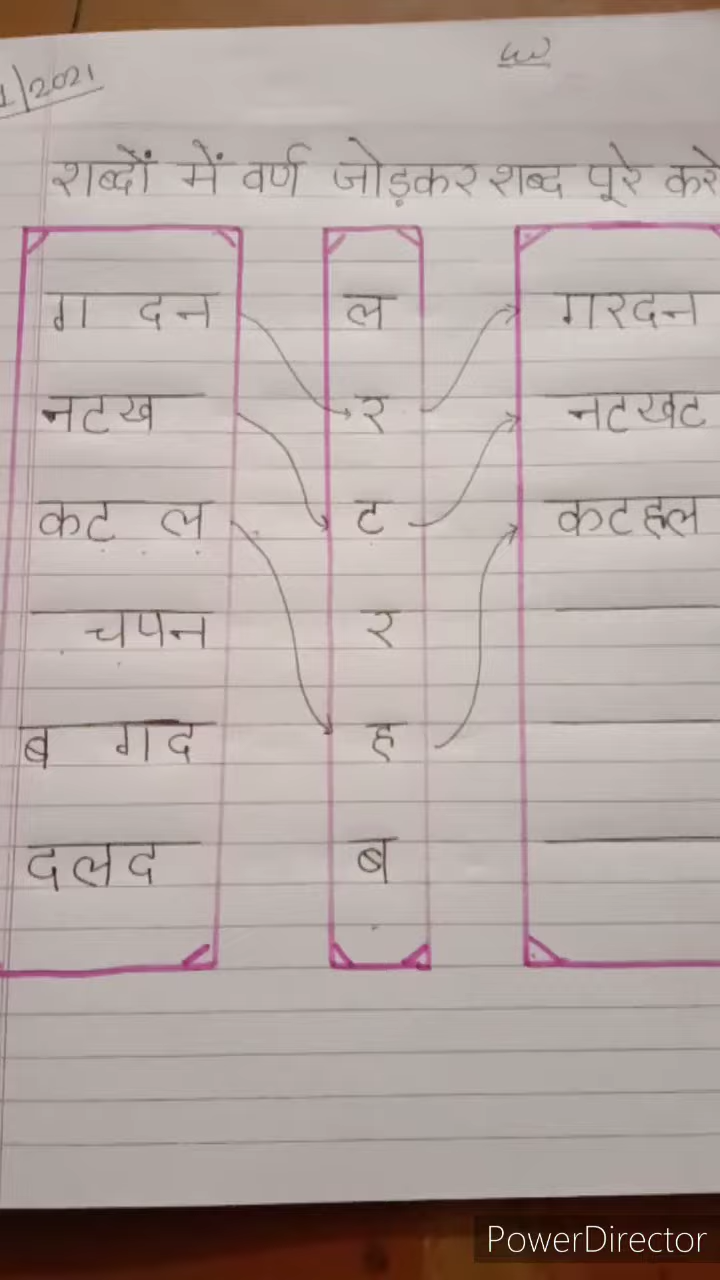 1/2021
शब्दों में वर्ण जोड़कर शब्द पूरे करे
ग दन ल गरदन
नटख र नटखट
कट ल ट कटहल
चपन र
ब गद ह
दलद ब
PowerDirector